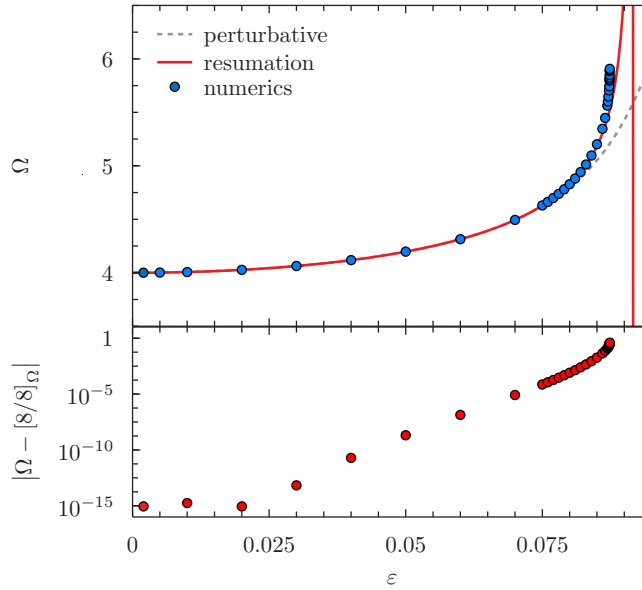 6
5
4
Ω
perturbative
resumation
numerics
1
10⁻⁵
10⁻¹⁰
10⁻¹⁵
|Ω − [8/8]_Ω|
0 0.025 0.05 0.075
ε